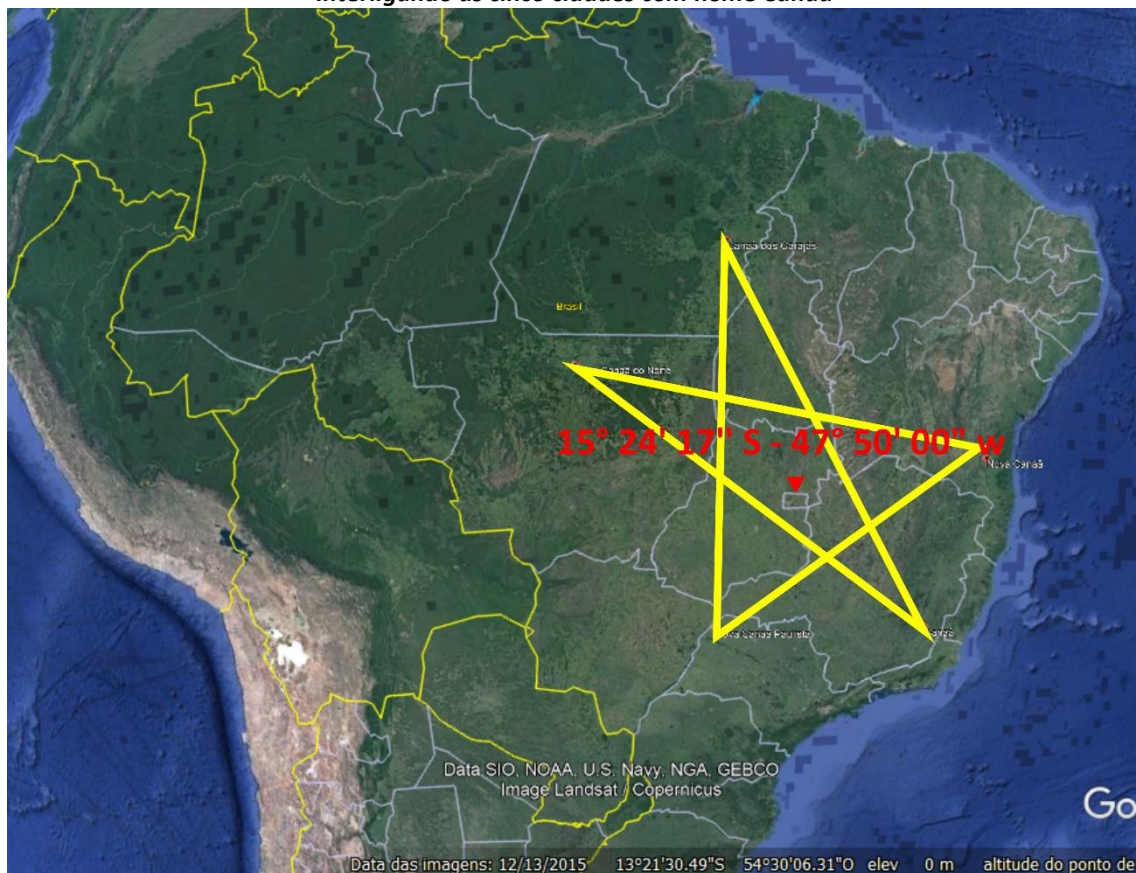 Interligando as cinco cidades com nome Canaã
Canaã dos Carajás
Brasil
Canaã do Norte
15° 24' 17" S - 47° 50' 00" w
Nova Canaã
Nova Canaã Paulista
Canaã
Data SIO, NOAA, U.S. Navy, NGA, GEBCO
Image Landsat / Copernicus
Go
Data das imagens: 12/13/2015 13°21'30.49"S 54°30'06.31"O elev 0 m altitude do ponto de